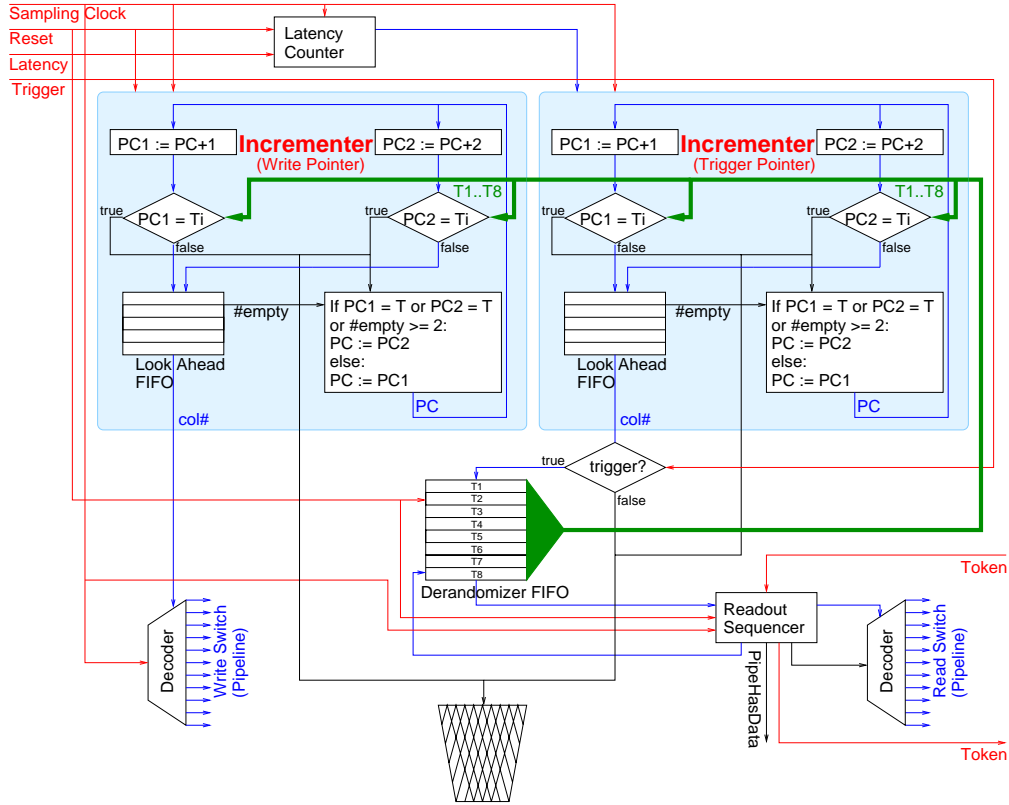 Sampling Clock
Reset
Latency
Trigger
Latency
Counter
PC1 := PC+1
Incrementer
(Write Pointer)
PC2 := PC+2
T1..T8
true
PC1 = Ti
false
true
PC2 = Ti
false
#empty
Look Ahead
FIFO
If PC1 = T or PC2 = T
or #empty >= 2:
PC := PC2
else:
PC := PC1
PC
col#
PC1 := PC+1
Incrementer
(Trigger Pointer)
PC2 := PC+2
T1..T8
true
PC1 = Ti
false
true
PC2 = Ti
false
#empty
Look Ahead
FIFO
If PC1 = T or PC2 = T
or #empty >= 2:
PC := PC2
else:
PC := PC1
PC
col#
true
trigger?
false
T1
T2
T3
T4
T5
T6
T7
T8
Derandomizer FIFO
Token
Readout
Sequencer
Decoder
Write Switch
(Pipeline)
PipeHasData
Decoder
Read Switch
(Pipeline)
Token